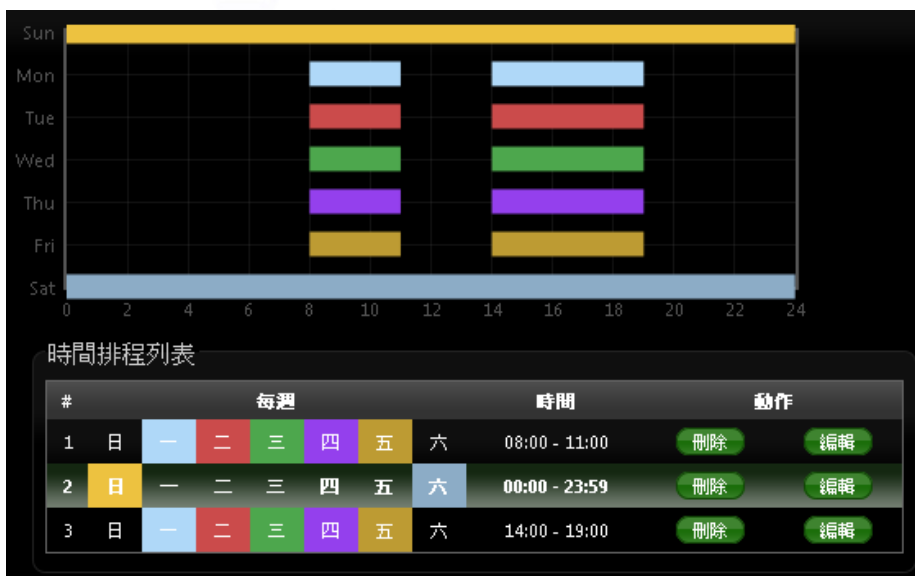 Sun
Mon
Tue
Wed
Thu
Fri
Sat
0 2 4 6 8 10 12 14 16 18 20 22 24
時間排程列表
# 每週 時間 動作
1 日 一 二 三 四 五 六 08:00 - 11:00 刪除 編輯
2 日 一 二 三 四 五 六 00:00 - 23:59 刪除 編輯
3 日 一 二 三 四 五 六 14:00 - 19:00 刪除 編輯